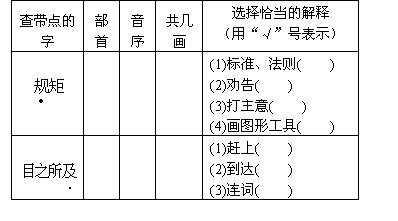 查带点的字 部首 音序 共几画 选择恰当的解释（用“√”号表示）
规矩
(1)标准、法则(　　)
(2)劝告(　　)
(3)打主意(　　)
(4)画图形工具(　　)
目之所及
(1)赶上(　　)
(2)到达(　　)
(3)连词(　　)